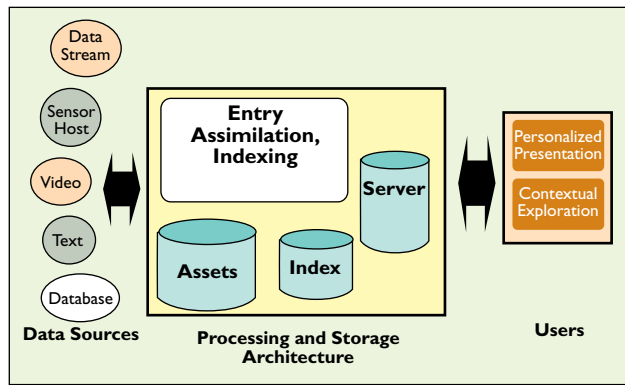 Data
Stream
Sensor
Host
Video
Text
Database
Data Sources
Entry
Assimilation,
Indexing
Server
Assets
Index
Processing and Storage
Architecture
Personalized
Presentation
Contextual
Exploration
Users